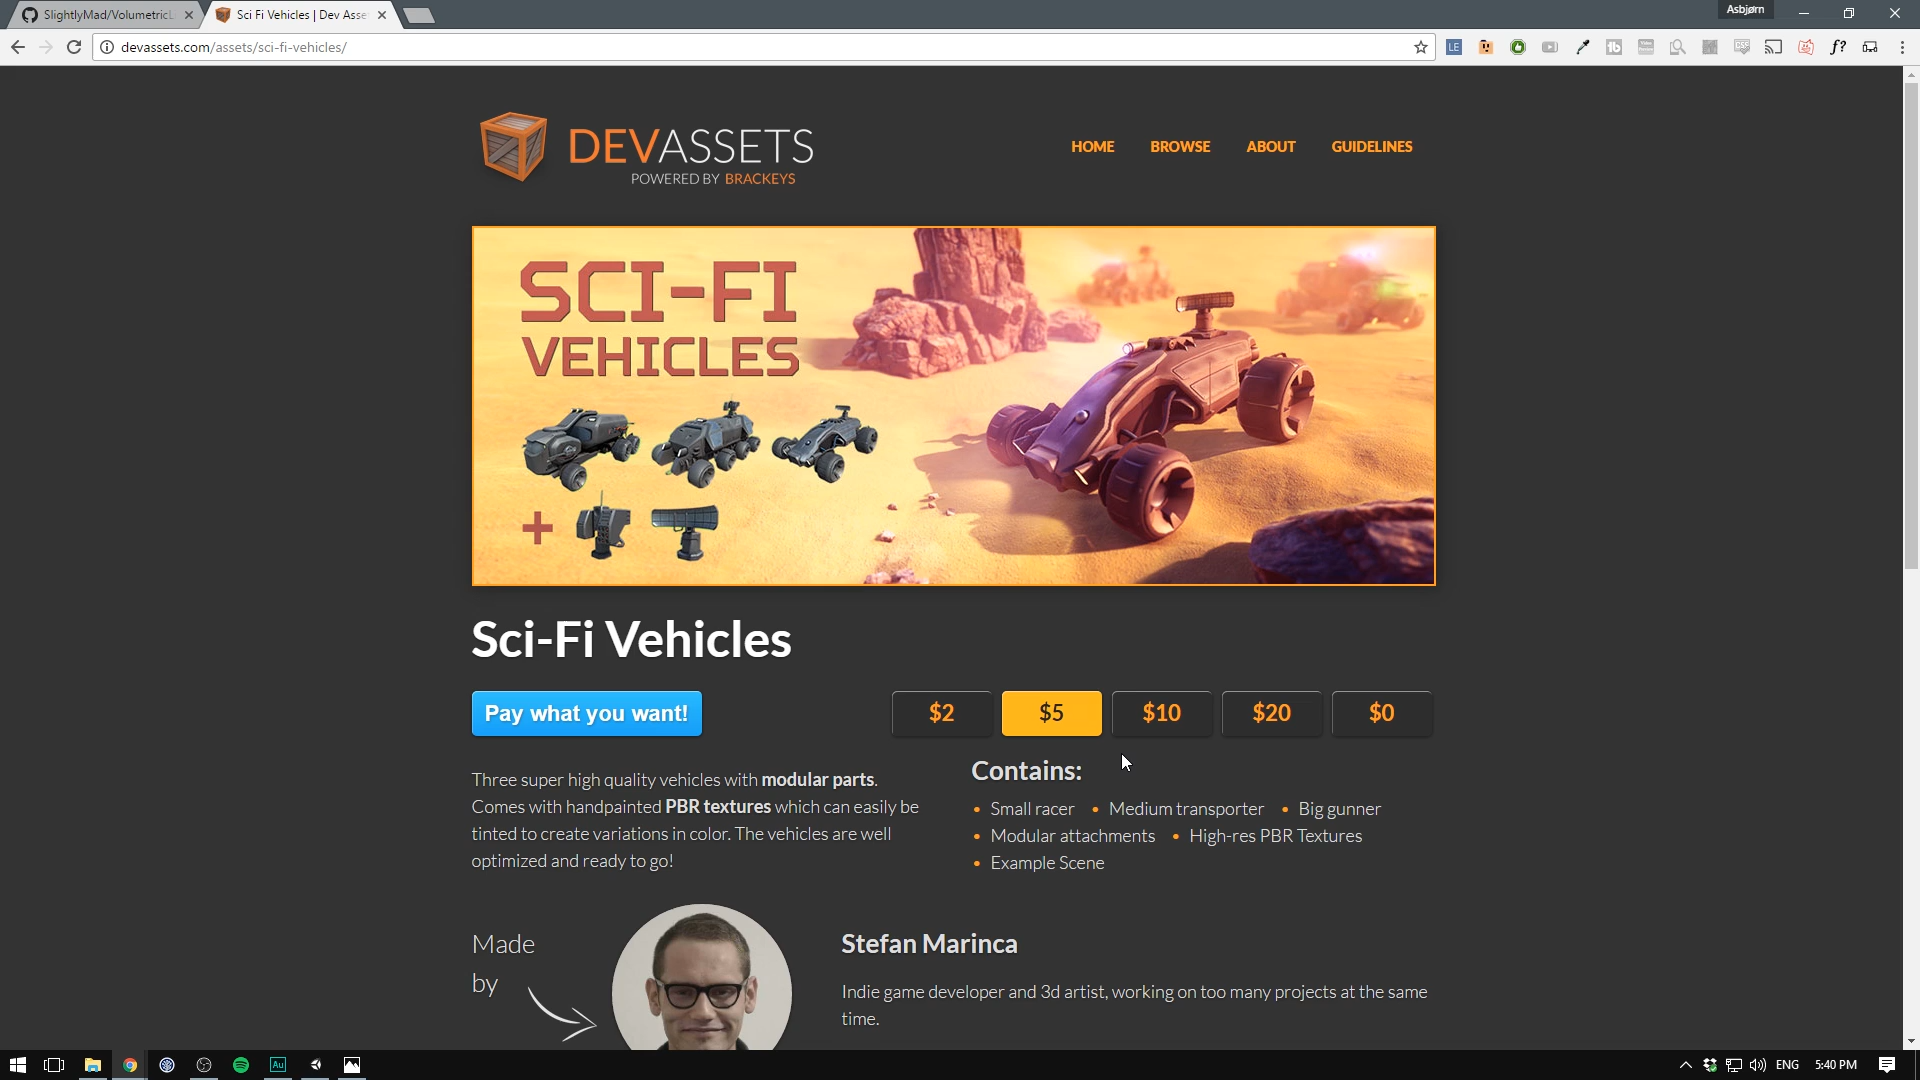 SlightlyMad/VolumetricL
Sci Fi Vehicles | Dev Asse
Asbjørn
devassets.com/assets/sci-fi-vehicles/
LE
f?
DEVASSETS
POWERED BY BRACKEYS
HOME
BROWSE
ABOUT
GUIDELINES
SCI-FI
VEHICLES
+
Sci-Fi Vehicles
Pay what you want!
$2
$5
$10
$20
$0
Three super high quality vehicles with modular parts.
Comes with handpainted PBR textures which can easily be
tinted to create variations in color. The vehicles are well
optimized and ready to go!
Contains:
• Small racer • Medium transporter • Big gunner
• Modular attachments • High-res PBR Textures
• Example Scene
Made
by
Stefan Marinca
Indie game developer and 3d artist, working on too many projects at the same
time.
Au
ENG
5:40 PM